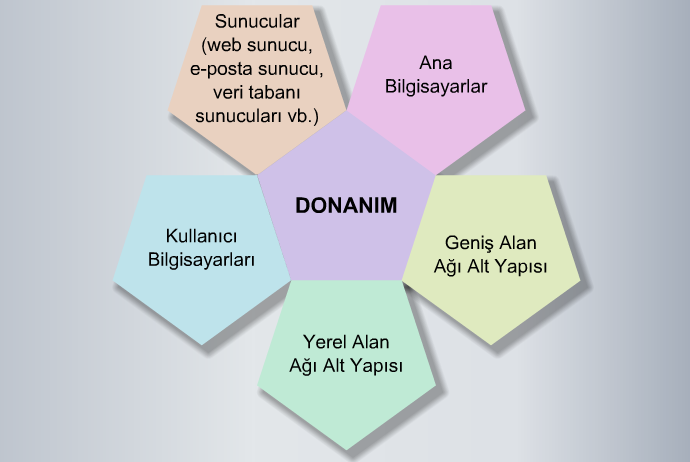 Sunucular
(web sunucu,
e-posta sunucu,
veri tabanı
sunucuları vb.)
Ana
Bilgisayarlar
DONANIM
Kullanıcı
Bilgisayarları
Geniş Alan
Ağı Alt Yapısı
Yerel Alan
Ağı Alt Yapısı